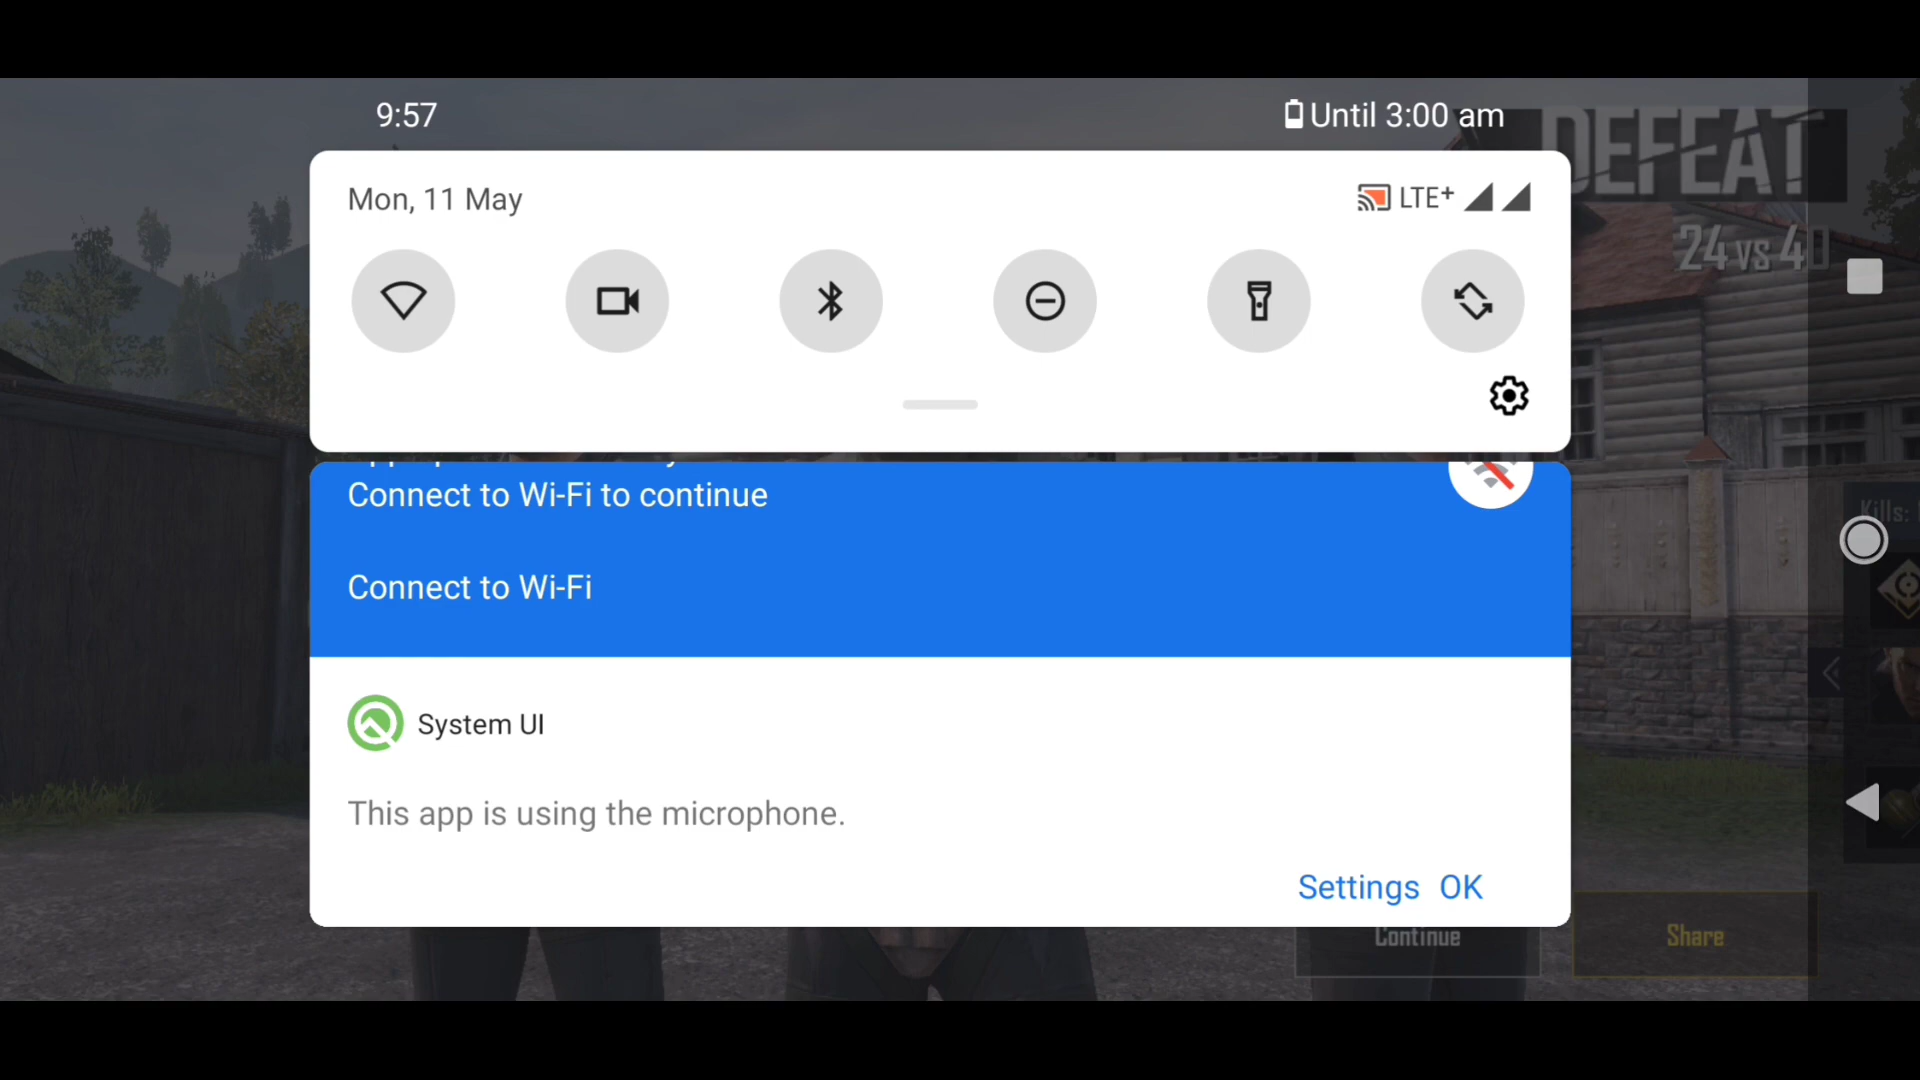 9:57
Until 3:00 am
DEFEAT
Mon, 11 May
LTE+
24 VS 40
Connect to Wi-Fi to continue
Kills:
Connect to Wi-Fi
System UI
This app is using the microphone.
Settings OK
Continue
Share